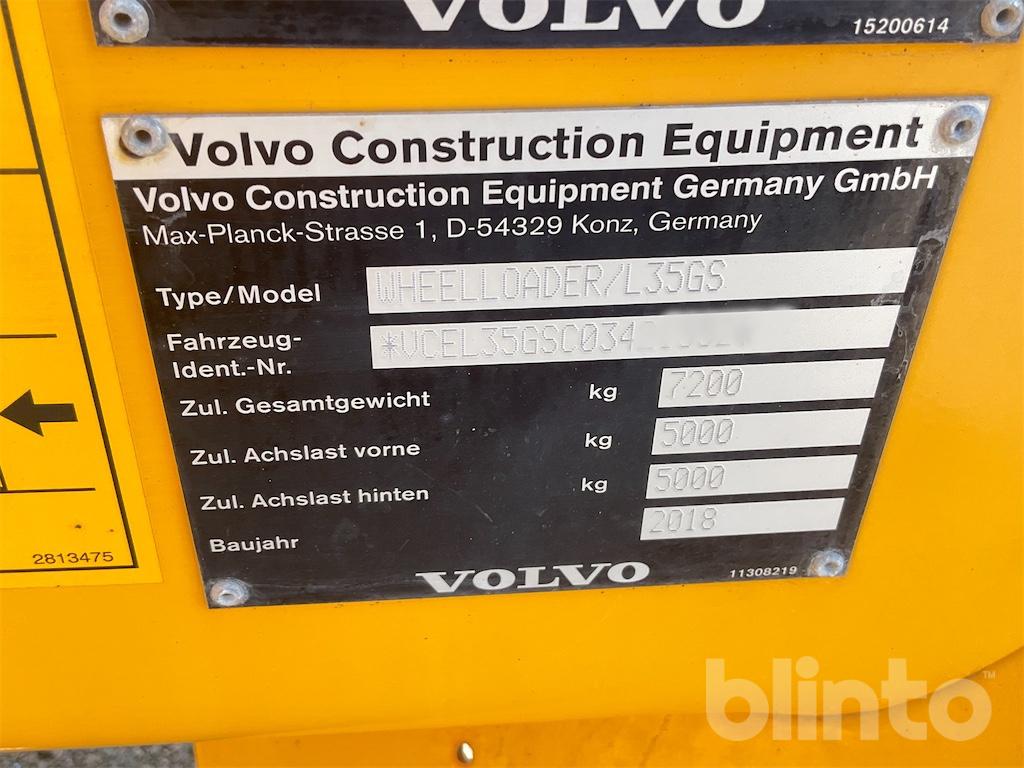 VOLVO
15200614
Volvo Construction Equipment
Volvo Construction Equipment Germany GmbH
Max-Planck-Strasse 1, D-54329 Konz, Germany
Type/Model WHEELLOADER/L35GS
Fahrzeug-
Ident.-Nr. *VCEL35GSC034
Zul. Gesamtgewicht kg 7200
Zul. Achslast vorne kg 5000
Zul. Achslast hinten kg 5000
Baujahr 2018
VOLVO 11308219
2813475
blinto™